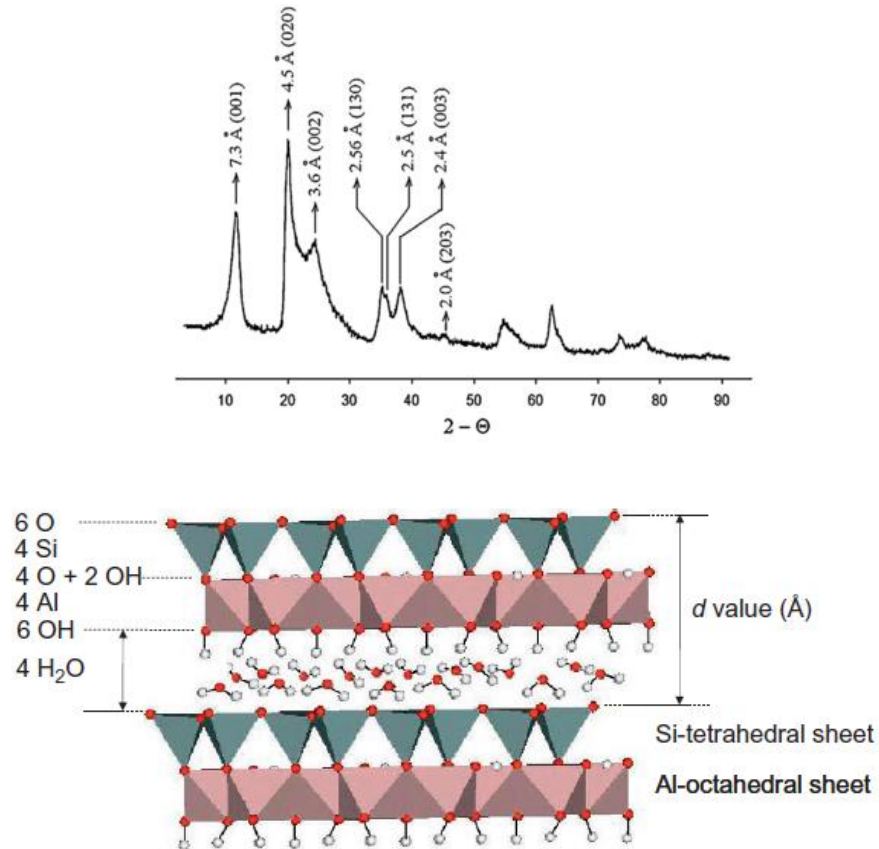 7.3 Å (001)
4.5 Å (020)
3.6 Å (002)
2.56 Å (130)
2.5 Å (131)
2.4 Å (003)
2.0 Å (203)
10 20 30 40 50 60 70 80 90
2 – Θ
6 O
4 Si
4 O + 2 OH
4 Al
6 OH
4 H₂O
d value (Å)
Si-tetrahedral sheet
Al-octahedral sheet